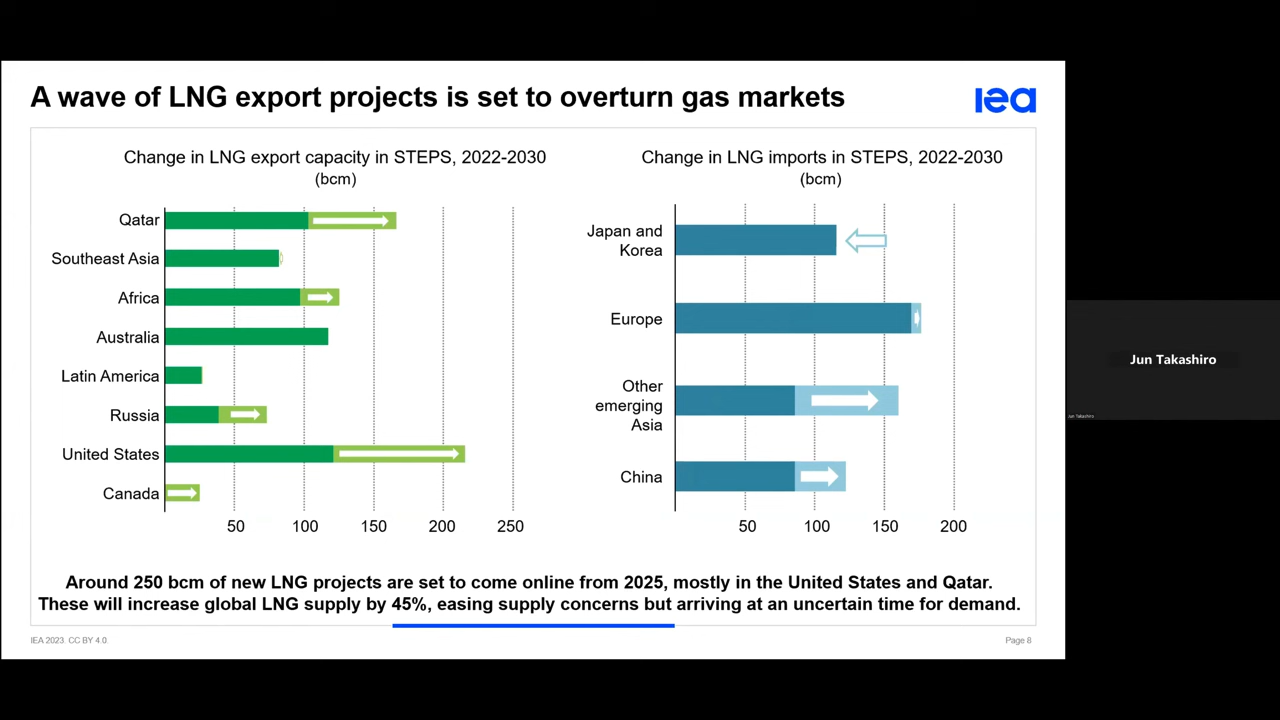 A wave of LNG export projects is set to overturn gas markets
iea
Change in LNG export capacity in STEPS, 2022-2030
(bcm)
Qatar
Southeast Asia
Africa
Australia
Latin America
Russia
United States
Canada
50 100 150 200 250
Change in LNG imports in STEPS, 2022-2030
(bcm)
Japan and
Korea
Europe
Other
emerging
Asia
China
50 100 150 200
Around 250 bcm of new LNG projects are set to come online from 2025, mostly in the United States and Qatar.
These will increase global LNG supply by 45%, easing supply concerns but arriving at an uncertain time for demand.
IEA 2023. CC BY 4.0.
Page 8
Jun Takashiro
Jun Takashiro